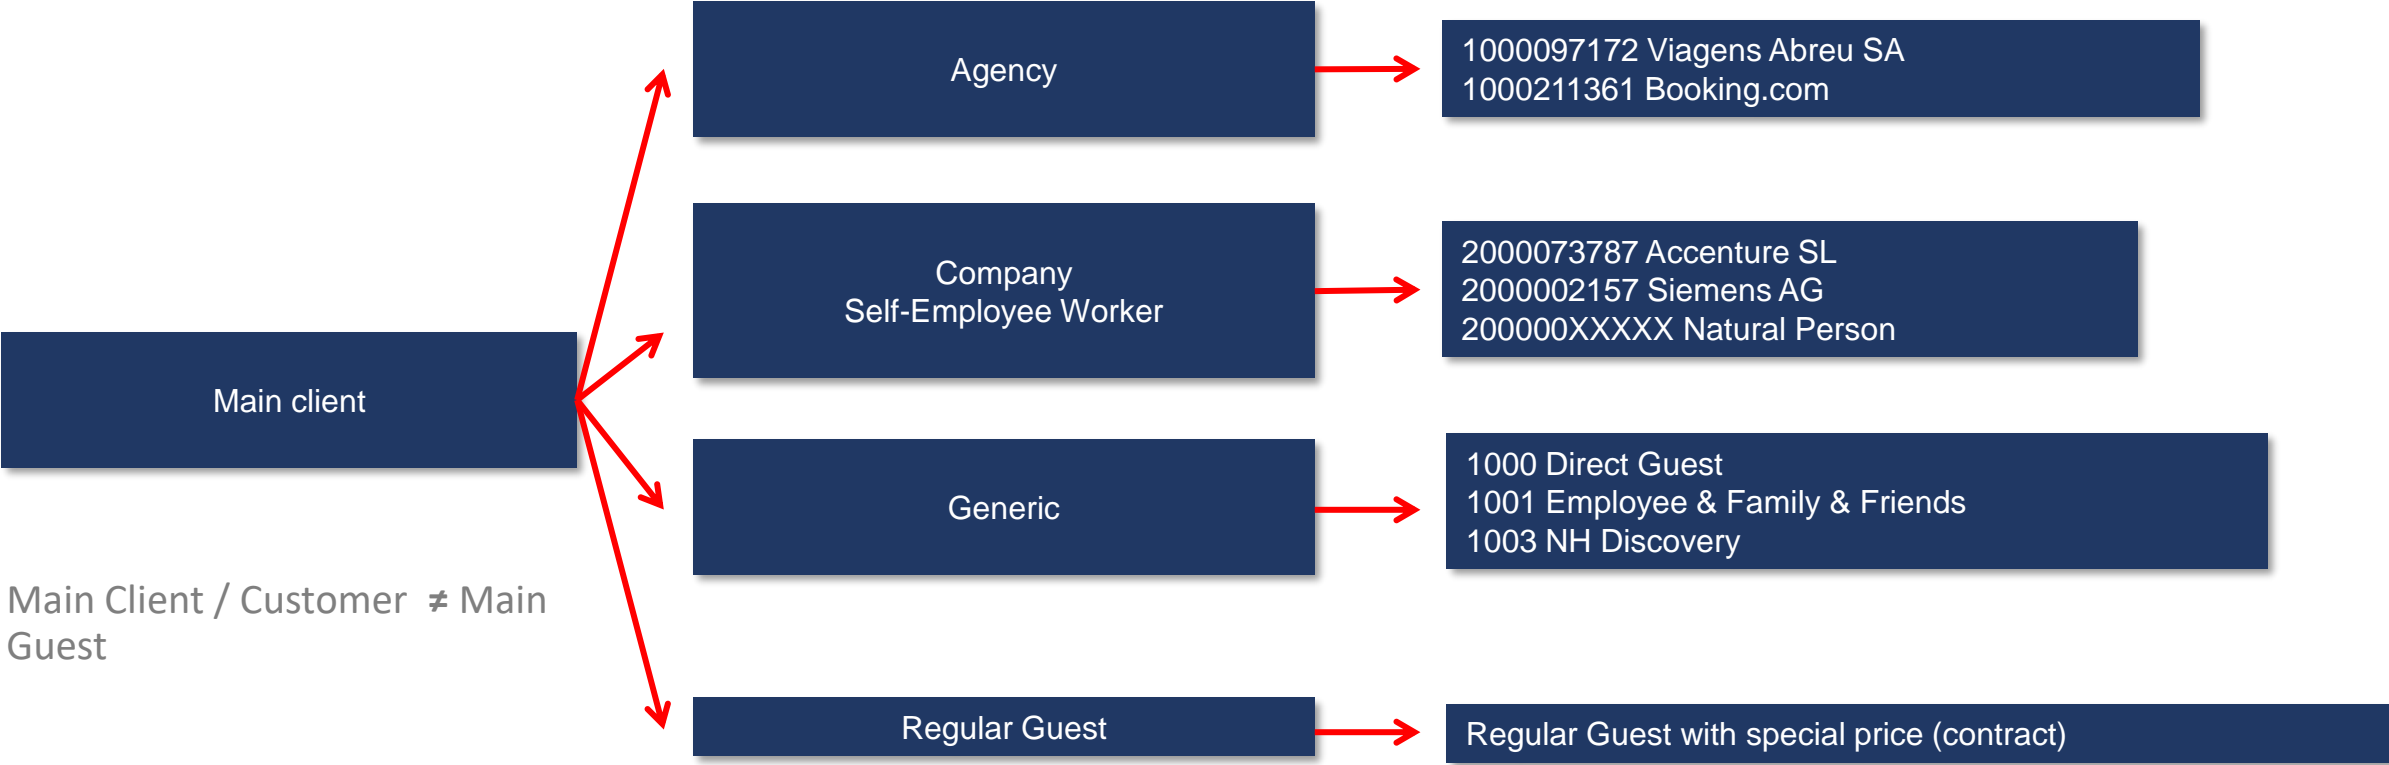 Agency
1000097172 Viagens Abreu SA
1000211361 Booking.com
Company
Self-Employee Worker
2000073787 Accenture SL
2000002157 Siemens AG
200000XXXXX Natural Person
Main client
Generic
1000 Direct Guest
1001 Employee & Family & Friends
1003 NH Discovery
Main Client / Customer ≠ Main
Guest
Regular Guest
Regular Guest with special price (contract)